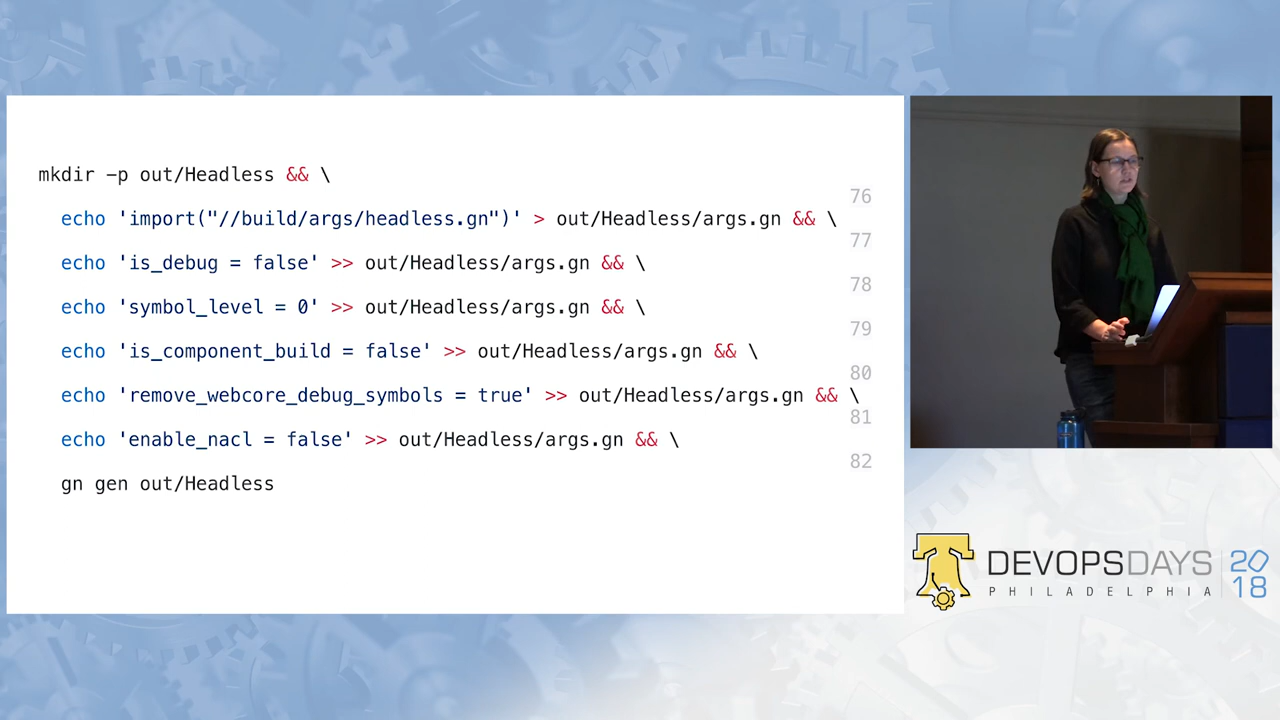 mkdir -p out/Headless && \
76
echo 'import("//build/args/headless.gn")' > out/Headless/args.gn && \
77
echo 'is_debug = false' >> out/Headless/args.gn && \
78
echo 'symbol_level = 0' >> out/Headless/args.gn && \
79
echo 'is_component_build = false' >> out/Headless/args.gn && \
80
echo 'remove_webcore_debug_symbols = true' >> out/Headless/args.gn && \
81
echo 'enable_nacl = false' >> out/Headless/args.gn && \
82
gn gen out/Headless
DEVOPSDAYS
PHILADELPHIA
20
18